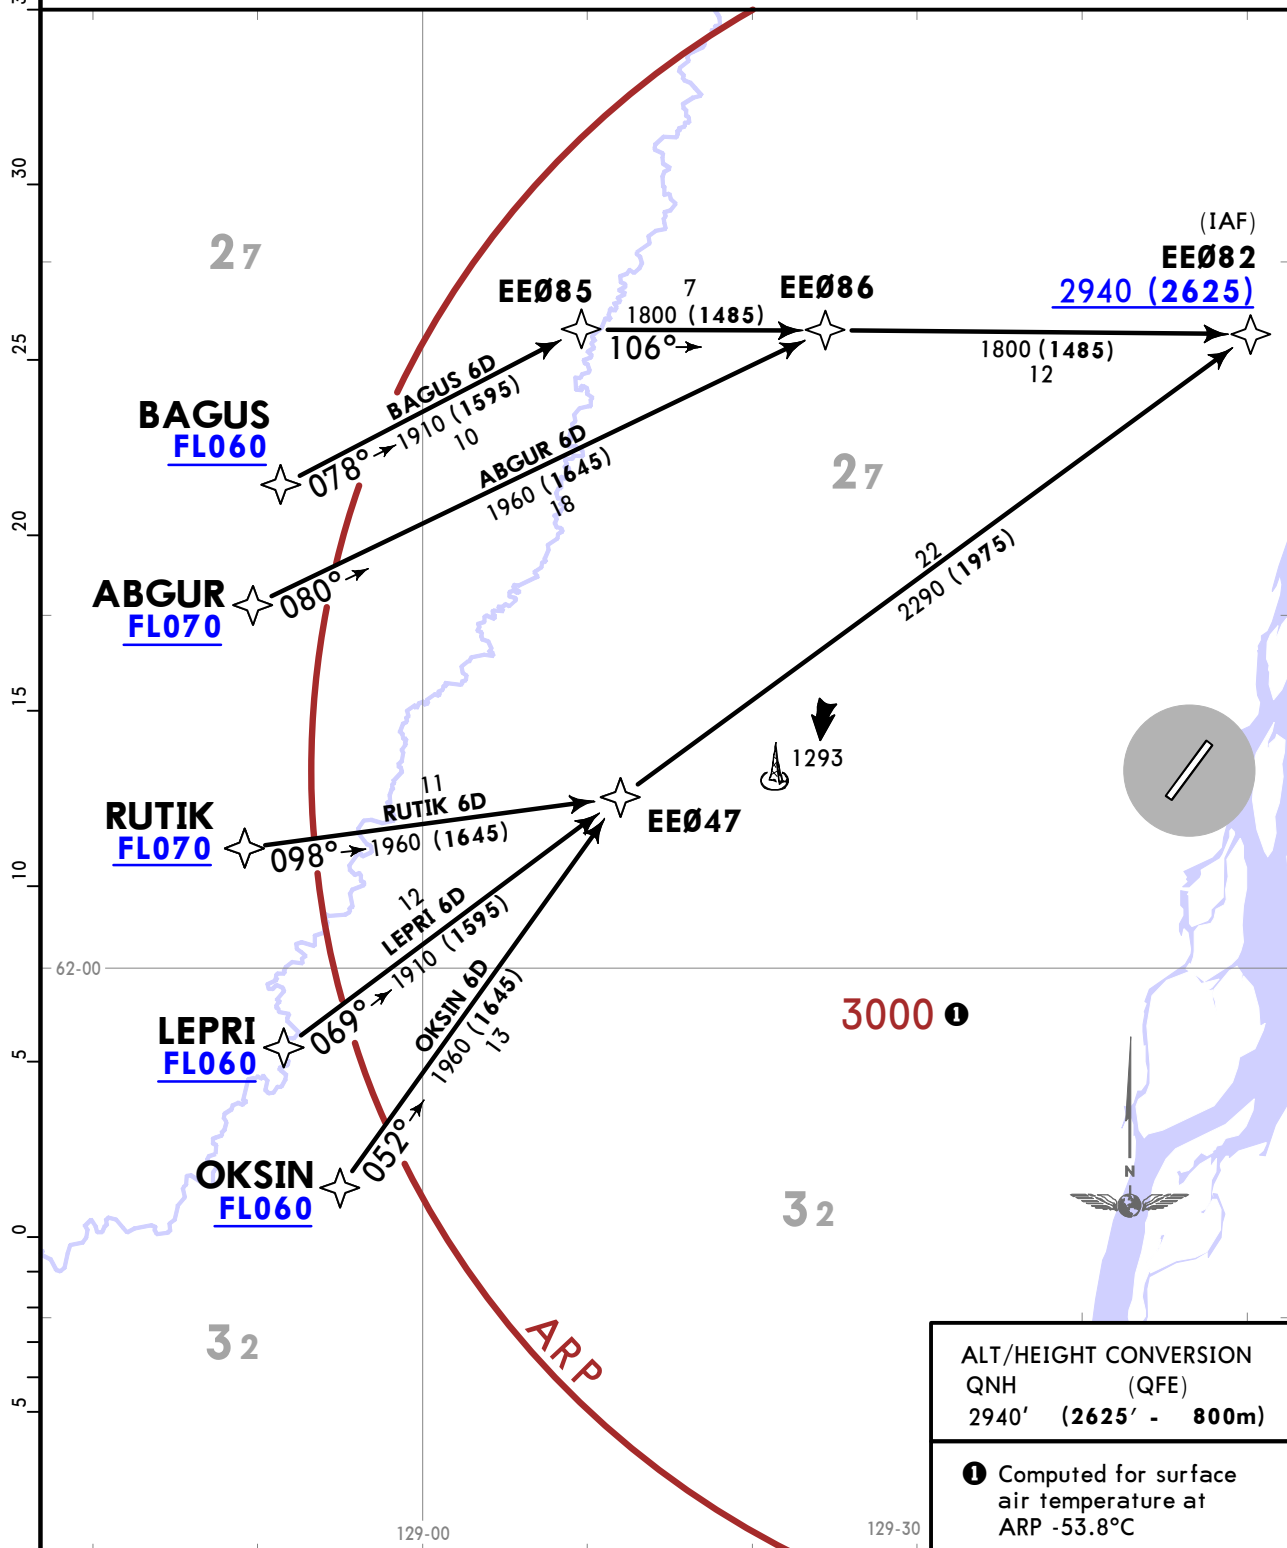 30
27
(IAF)
EEØ82
2940 (2625)
EEØ85
7
1800 (1485)
106°
EEØ86
1800 (1485)
12
25
BAGUS
FL060
078°
BAGUS 6D
1910 (1595)
10
ABGUR 6D
1960 (1645)
18
27
20
ABGUR
FL070
080°
22
2290 (1975)
15
1293
RUTIK
FL070
098°
11
RUTIK 6D
1960 (1645)
EEØ47
10
12
LEPRI 6D
1910 (1595)
62-00
LEPRI
FL060
069°
OKSIN 6D
1960 (1645)
13
3000 ❶
5
052°
OKSIN
FL060
N
32
0
32
ARP
5
ALT/HEIGHT CONVERSION
QNH (QFE)
2940' (2625' - 800m)
❶ Computed for surface
air temperature at
ARP -53.8°C
129-00
129-30